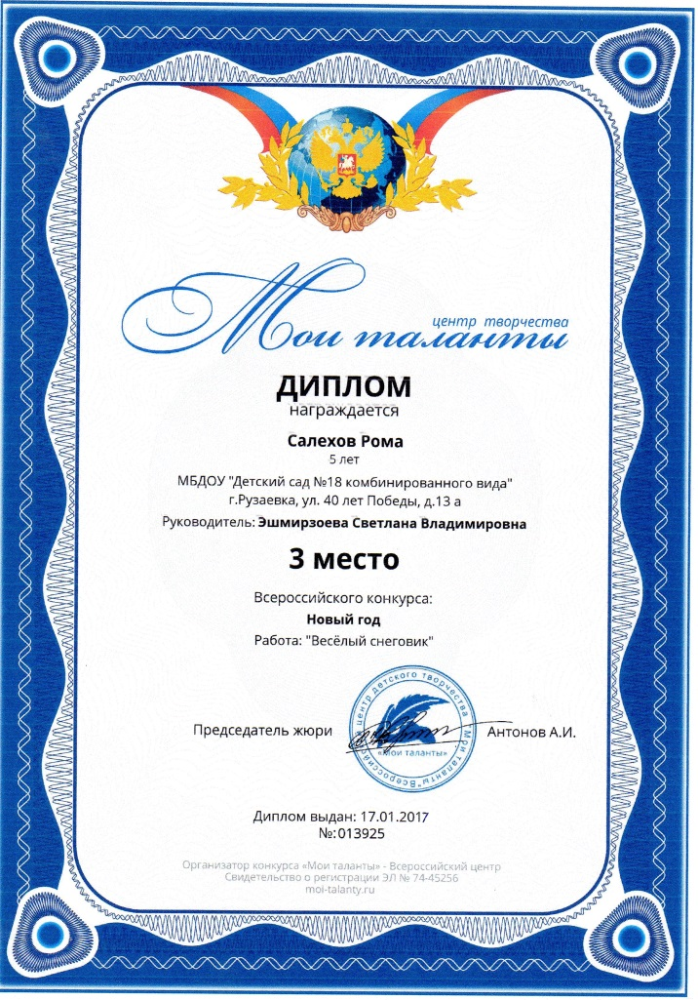 центр творчества
Мои таланты
ДИПЛОМ
награждается
Салехов Рома
5 лет
МБДОУ "Детский сад №18 комбинированного вида"
г.Рузаевка, ул. 40 лет Победы, д.13 а
Руководитель: Эшмирзоева Светлана Владимировна
3 место
Всероссийского конкурса:
Новый год
Работа: "Весёлый снеговик"
Председатель жюри
Всероссийский центр детского творчества "Мои таланты"
«Мои таланты»
Антонов А.И.
Диплом выдан: 17.01.2017
№:013925
Организатор конкурса «Мои таланты» - Всероссийский центр
Свидетельство о регистрации ЭЛ № 74-45256
moi-talanty.ru